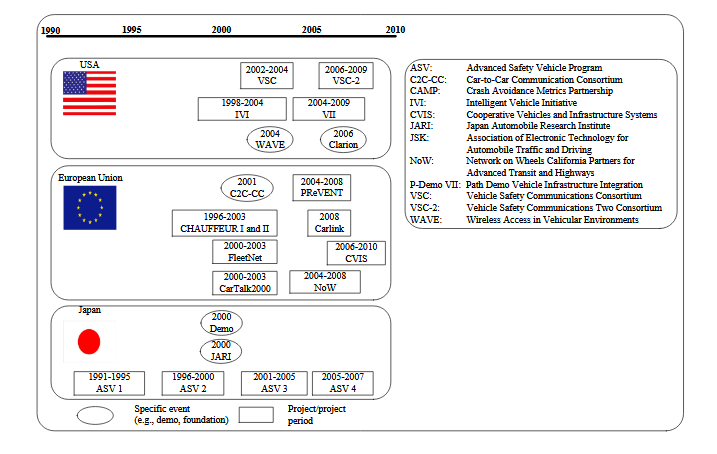 1990 1995 2000 2005 2010
USA
2002-2004
VSC
2006-2009
VSC-2
1998-2004
IVI
2004-2009
VII
2004
WAVE
2006
Clarion
European Union
2001
C2C-CC
2004-2008
PReVENT
1996-2003
CHAUFFEUR I and II
2008
Carlink
2000-2003
FleetNet
2006-2010
CVIS
2000-2003
CarTalk2000
2004-2008
NoW
Japan
2000
Demo
2000
JARI
1991-1995
ASV 1
1996-2000
ASV 2
2001-2005
ASV 3
2005-2007
ASV 4
Specific event
(e.g., demo, foundation)
Project/project
period
ASV: Advanced Safety Vehicle Program
C2C-CC: Car-to-Car Communication Consortium
CAMP: Crash Avoidance Metrics Partnership
IVI: Intelligent Vehicle Initiative
CVIS: Cooperative Vehicles and Infrastructure Systems
JARI: Japan Automobile Research Institute
JSK: Association of Electronic Technology for
Automobile Traffic and Driving
NoW: Network on Wheels California Partners for
Advanced Transit and Highways
P-Demo VII: Path Demo Vehicle Infrastructure Integration
VSC: Vehicle Safety Communications Consortium
VSC-2: Vehicle Safety Communications Two Consortium
WAVE: Wireless Access in Vehicular Environments